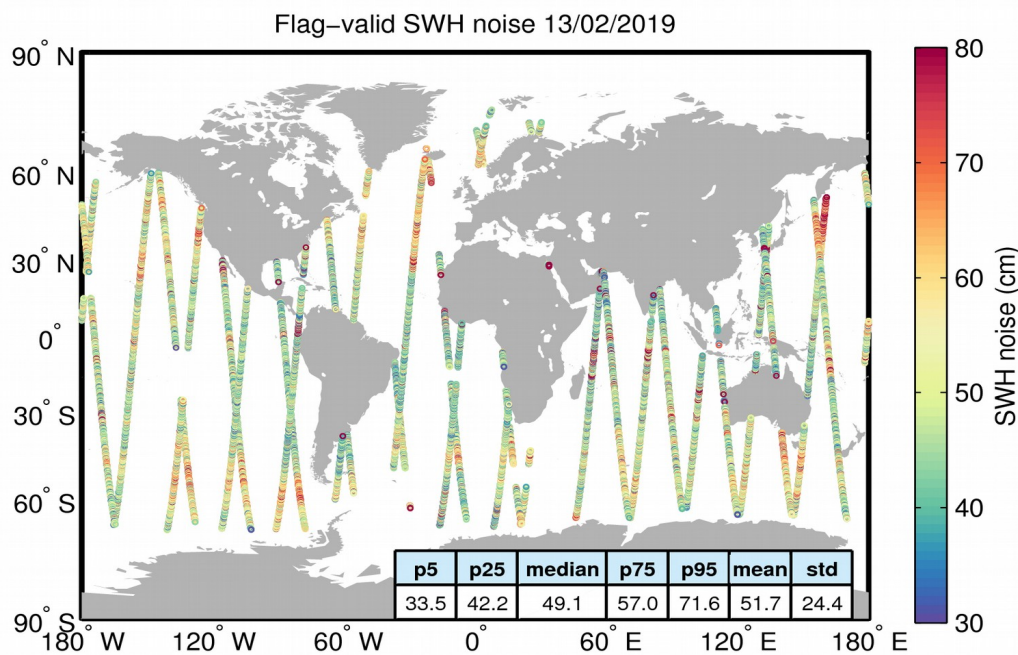 Flag−valid SWH noise 13/02/2019
90° N
60° N
30° N
0°
30° S
60° S
90° S
180° W
120° W
60° W
0°
60° E
120° E
180° E
80
70
60
50
40
30
SWH noise (cm)
p5 p25 median p75 p95 mean std
33.5 42.2 49.1 57.0 71.6 51.7 24.4